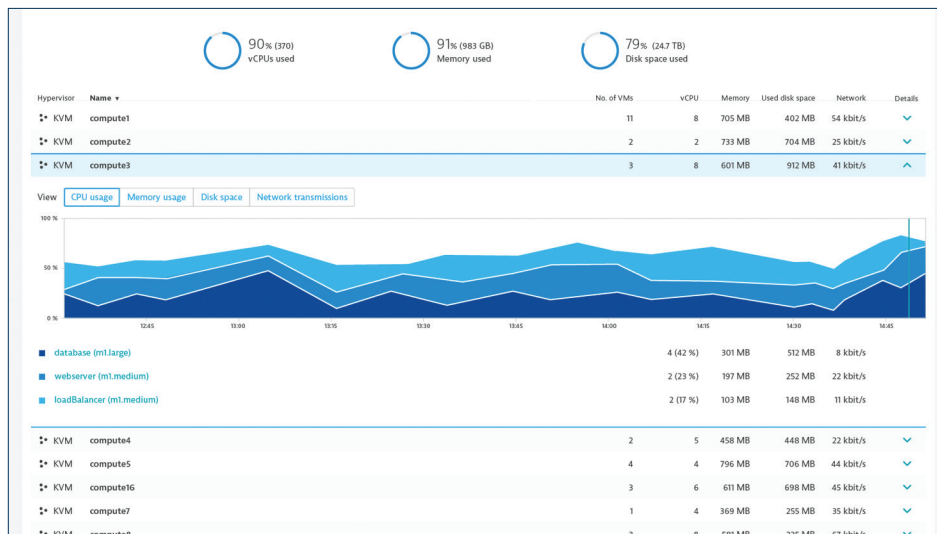 90% (370)
vCPUs used
91% (983 GB)
Memory used
79% (24.7 TB)
Disk space used
Hypervisor Name ▾ No. of VMs vCPU Memory Used disk space Network Details
KVM compute1 11 8 705 MB 402 MB 54 kbit/s
KVM compute2 2 2 733 MB 704 MB 25 kbit/s
KVM compute3 3 8 601 MB 912 MB 41 kbit/s
View CPU usage Memory usage Disk space Network transmissions
100 %
50 %
0 %
12:45 13:00 13:15 13:30 13:45 14:00 14:15 14:30 14:45
database (m1.large) 4 (42 %) 301 MB 512 MB 8 kbit/s
webserver (m1.medium) 2 (23 %) 197 MB 252 MB 22 kbit/s
loadBalancer (m1.medium) 2 (17 %) 103 MB 148 MB 11 kbit/s
KVM compute4 2 5 458 MB 448 MB 22 kbit/s
KVM compute5 4 4 796 MB 706 MB 44 kbit/s
KVM compute16 3 6 611 MB 698 MB 45 kbit/s
KVM compute7 1 4 369 MB 255 MB 35 kbit/s
KVM compute8